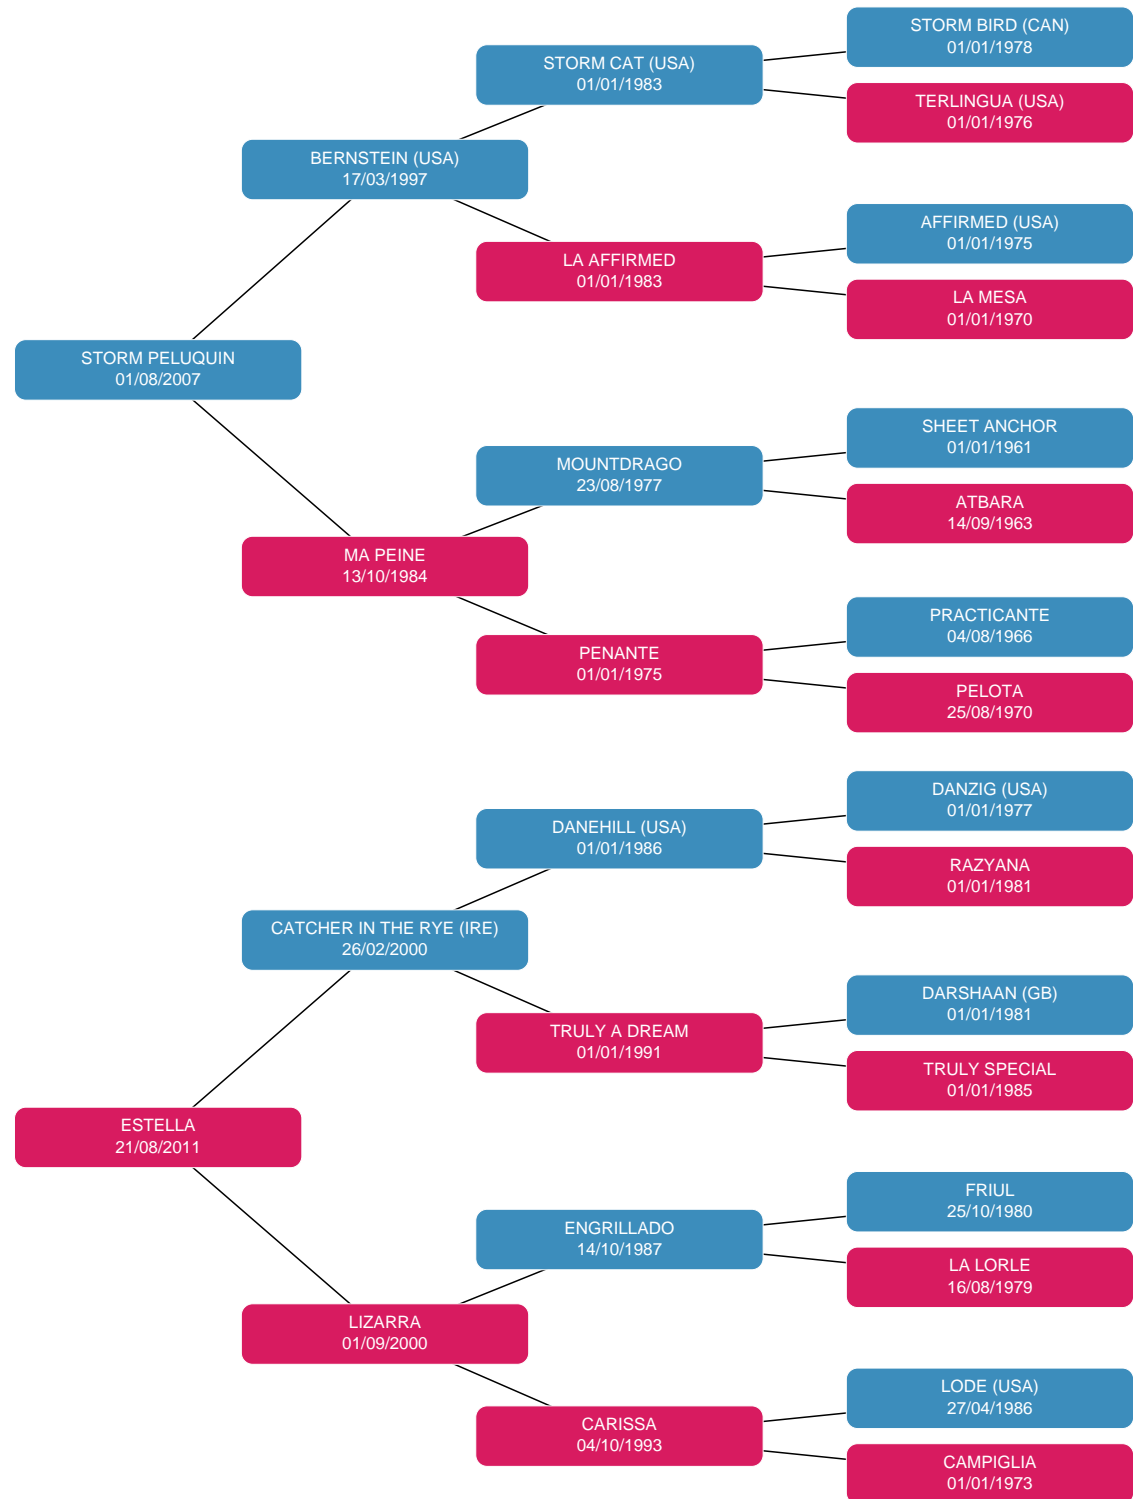 STORM BIRD (CAN)
01/01/1978
STORM CAT (USA)
01/01/1983
TERLINGUA (USA)
01/01/1976
BERNSTEIN (USA)
17/03/1997
AFFIRMED (USA)
01/01/1975
LA AFFIRMED
01/01/1983
LA MESA
01/01/1970
STORM PELUQUIN
01/08/2007
SHEET ANCHOR
01/01/1961
MOUNTDRAGO
23/08/1977
ATBARA
14/09/1963
MA PEINE
13/10/1984
PRACTICANTE
04/08/1966
PENANTE
01/01/1975
PELOTA
25/08/1970
DANZIG (USA)
01/01/1977
DANEHILL (USA)
01/01/1986
RAZYANA
01/01/1981
CATCHER IN THE RYE (IRE)
26/02/2000
DARSHAAN (GB)
01/01/1981
TRULY A DREAM
01/01/1991
TRULY SPECIAL
01/01/1985
ESTELLA
21/08/2011
FRIUL
25/10/1980
ENGRILLADO
14/10/1987
LA LORLE
16/08/1979
LIZARRA
01/09/2000
LODE (USA)
27/04/1986
CARISSA
04/10/1993
CAMPIGLIA
01/01/1973